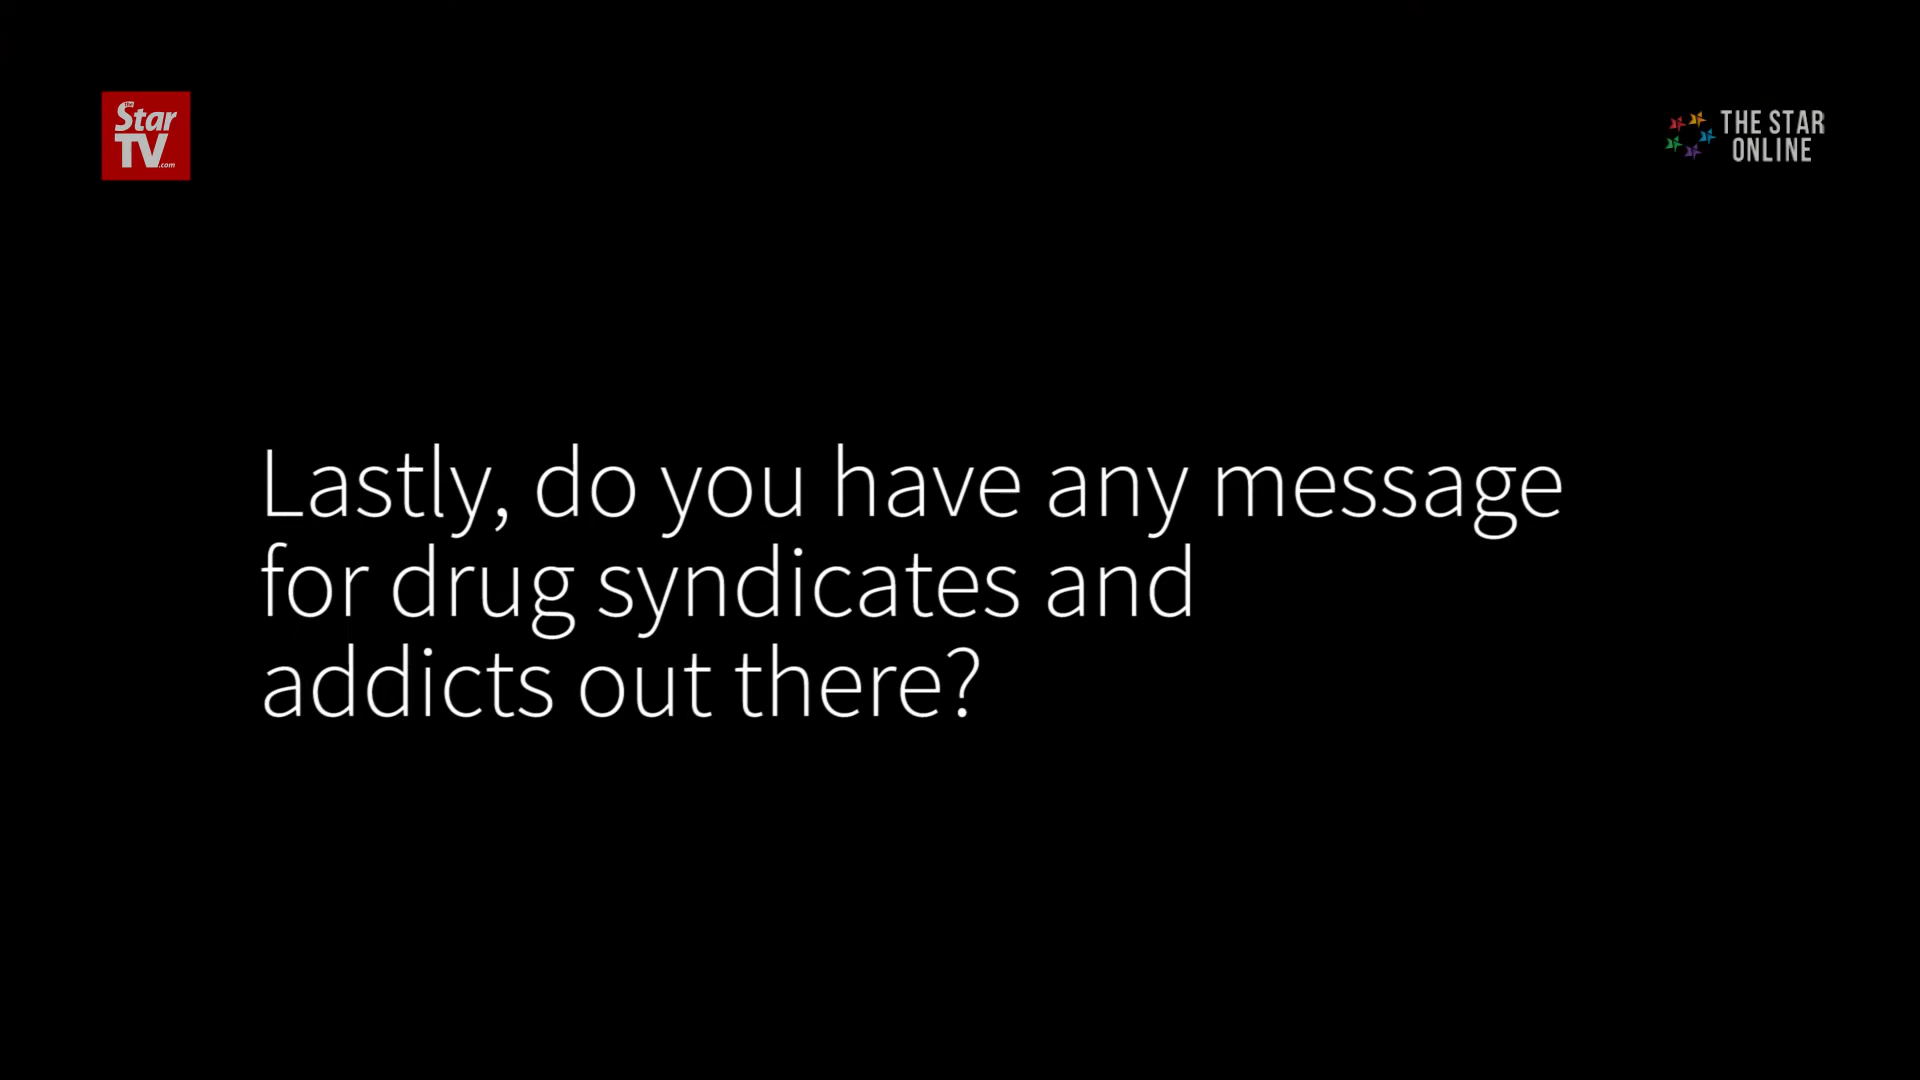 the
Star
TV.com
THE STAR
ONLINE
Lastly, do you have any message
for drug syndicates and
addicts out there?